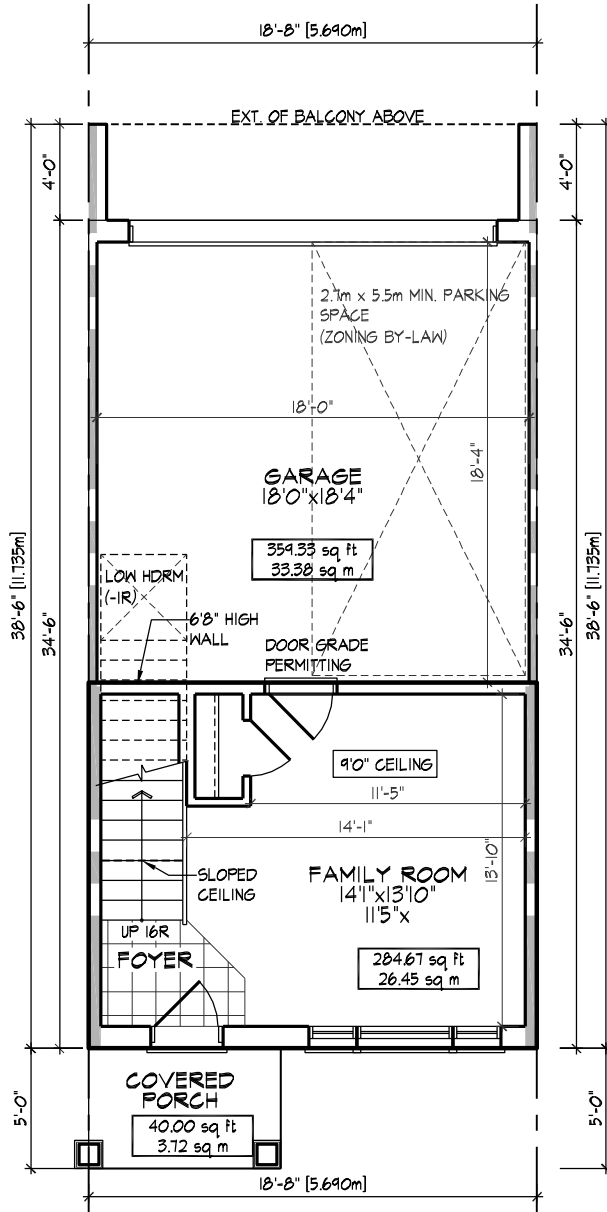 18'-8" [5.690m]
EXT. OF BALCONY ABOVE
4'-0"
4'-0"
2.7m x 5.5m MIN. PARKING
SPACE
(ZONING BY-LAW)
18'-0"
18'-4"
GARAGE
18'0"x18'4"
359.33 sq ft
33.38 sq m
38'-6" [11.735m]
34'-6"
34'-6"
38'-6" [11.735m]
LOW HDRM
(-1R)
6'8" HIGH
WALL
DOOR GRADE
PERMITTING
9'0" CEILING
11'-5"
14'-1"
13'-10"
SLOPED
CEILING
FAMILY ROOM
14'1"x13'10"
11'5"x
UP 16R
FOYER
284.67 sq ft
26.45 sq m
COVERED
PORCH
40.00 sq ft
3.72 sq m
5'-0"
5'-0"
18'-8" [5.690m]